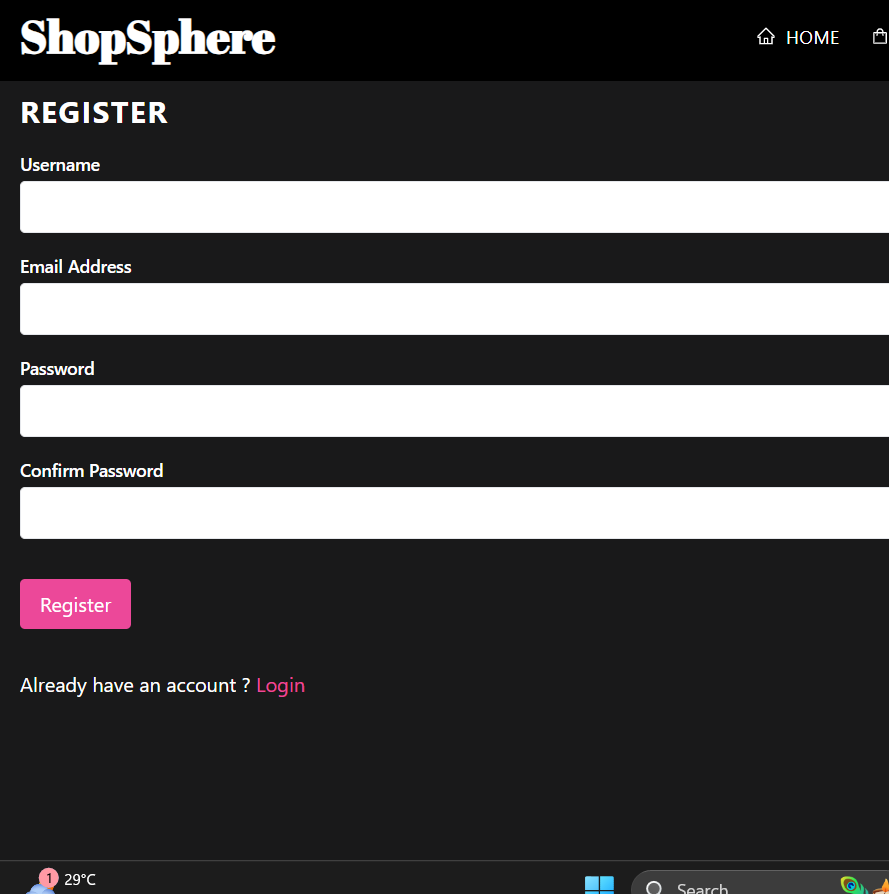 ShopSphere
HOME
REGISTER
Username
Email Address
Password
Confirm Password
Register
Already have an account ? Login
1
29°C
Search